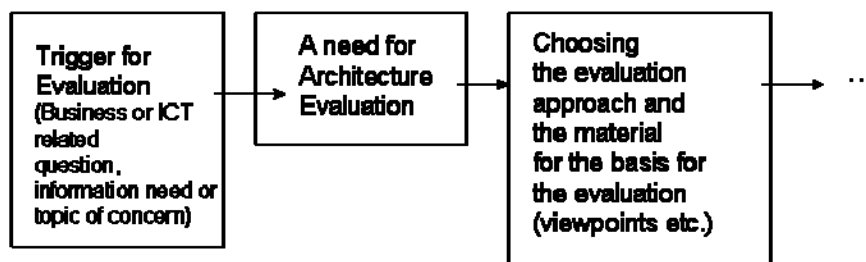 Trigger for
Evaluation
(Business or ICT
related
question,
information need or
topic of concern)
A need for
Architecture
Evaluation
Choosing
the evaluation
approach and
the material
for the basis for
the evaluation
(viewpoints etc.)
..